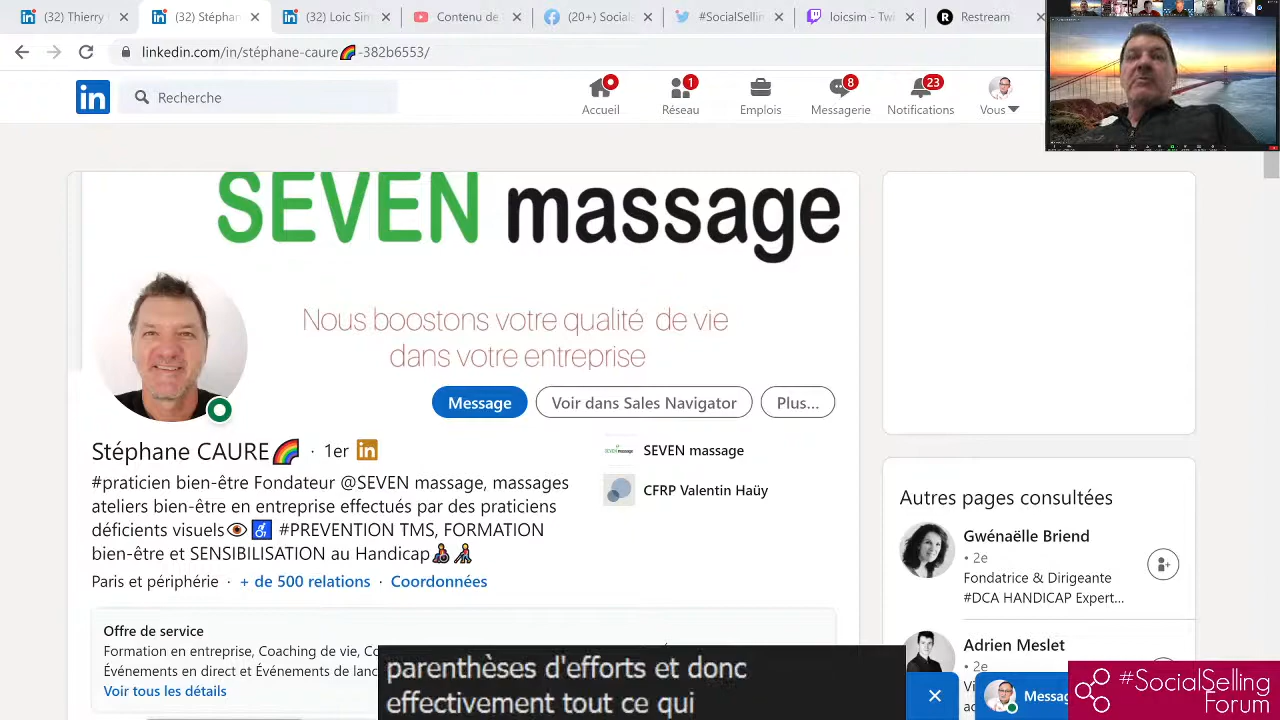 (32) Thierry
(32) Stéphan
(32) Loic Sim
Contenu d
(20+) Social
#SocialSellin
loicsim - T
Restream
linkedin.com/in/stéphane-caure🌈-382b6553/
Recherche
Accueil
1
Réseau
Emplois
8
Messagerie
23
Notifications
Vous
SEVEN massage
Nous boostons votre qualité de vie
dans votre entreprise
Message
Voir dans Sales Navigator
Plus...
Stéphane CAURE🌈 · 1er in
#praticien bien-être Fondateur @SEVEN massage, massages
ateliers bien-être en entreprise effectués par des praticiens
déficients visuels👁♿ #PREVENTION TMS, FORMATION
bien-être et SENSIBILISATION au Handicap
Paris et périphérie · + de 500 relations · Coordonnées
SEVEN massage
CFRP Valentin Haüy
Offre de service
Formation en entreprise, Coaching de vie, Co
Événements en direct et Événements de lanc
Voir tous les détails
Autres pages consultées
Gwénaëlle Briend
• 2e
Fondatrice & Dirigeante
#DCA HANDICAP Expert...
Adrien Meslet
• 2e
parenthèses d'efforts et donc
effectivement tout ce qui
Messag
#SocialSelling
Forum